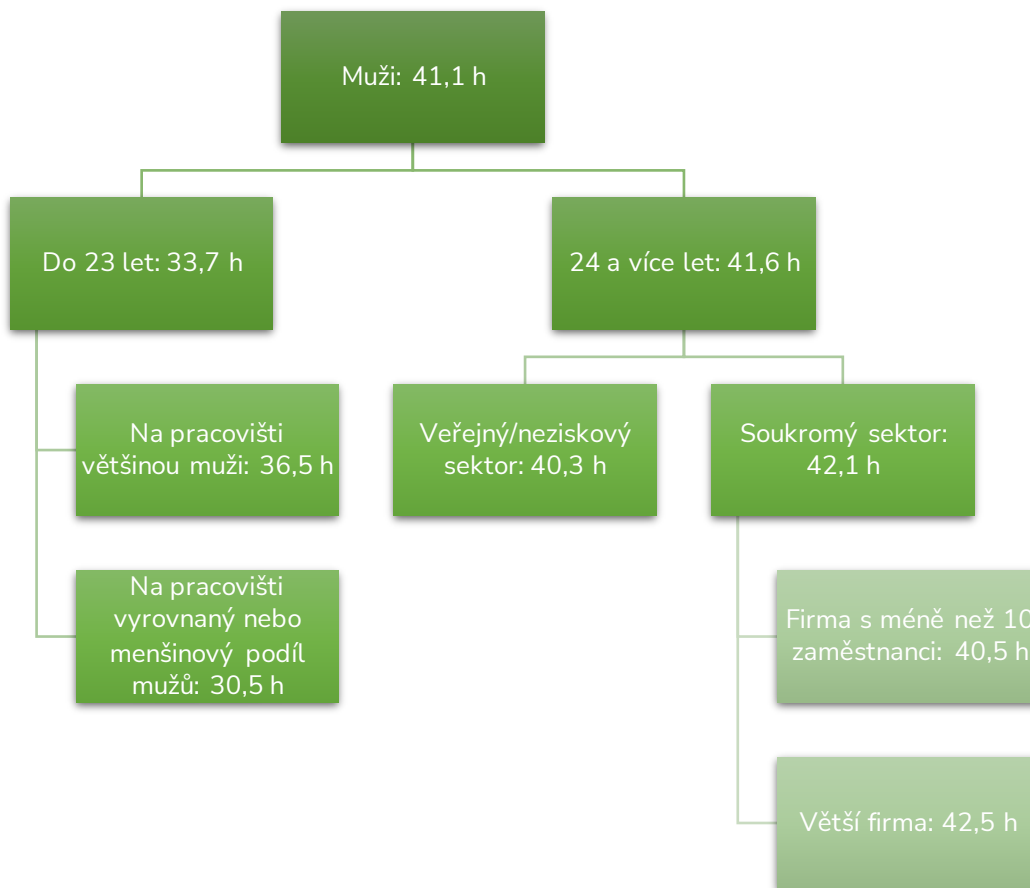 Muži: 41,1 h
Do 23 let: 33,7 h
24 a více let: 41,6 h
Na pracovišti
většinou muži: 36,5 h
Veřejný/neziskový
sektor: 40,3 h
Soukromý sektor:
42,1 h
Na pracovišti
vyrovnaný nebo
menšinový podíl
mužů: 30,5 h
Firma s méně než 10
zaměstnanci: 40,5 h
Větší firma: 42,5 h